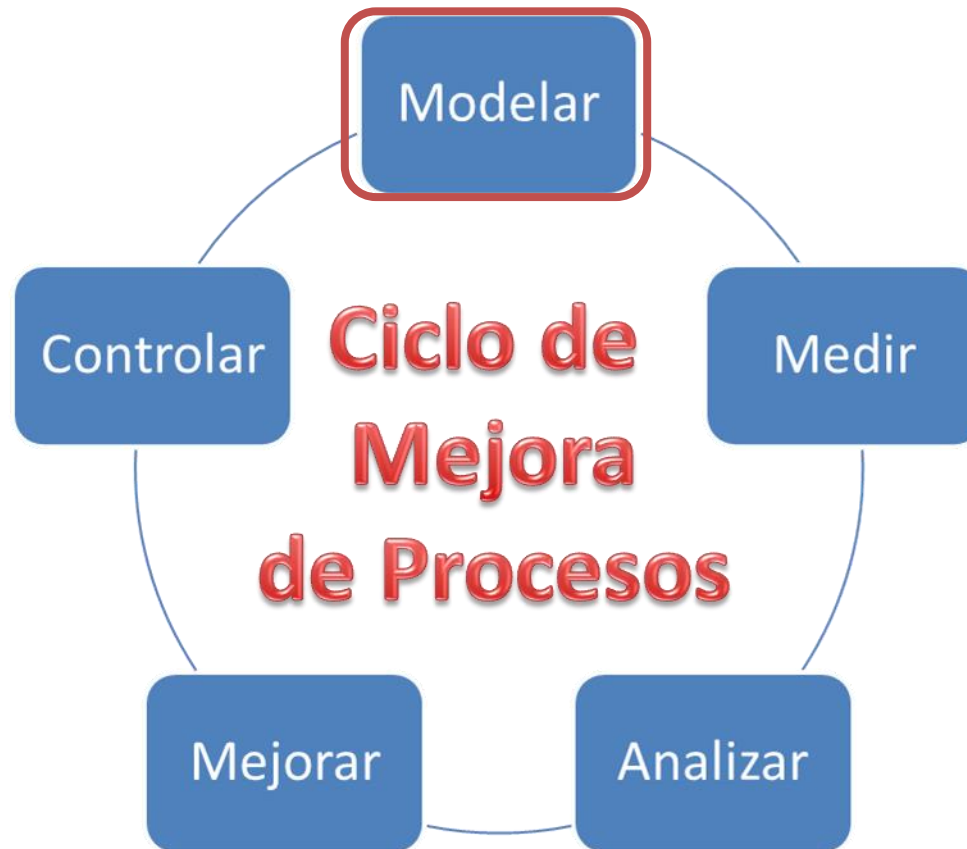 Modelar
Medir
Analizar
Mejorar
Controlar
Ciclo de
Mejora
de Procesos